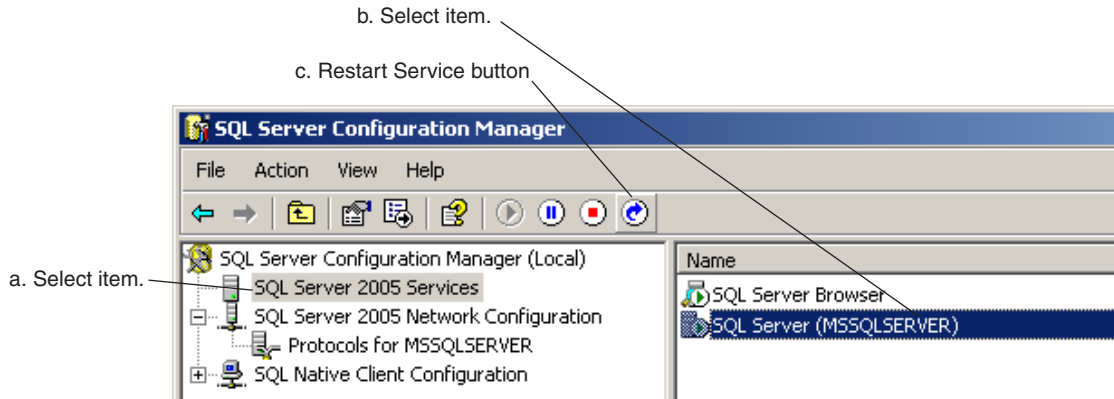 b. Select item.
c. Restart Service button
SQL Server Configuration Manager
File Action View Help
a. Select item.
SQL Server Configuration Manager (Local)
SQL Server 2005 Services
SQL Server 2005 Network Configuration
Protocols for MSSQLSERVER
SQL Native Client Configuration
Name
SQL Server Browser
SQL Server (MSSQLSERVER)